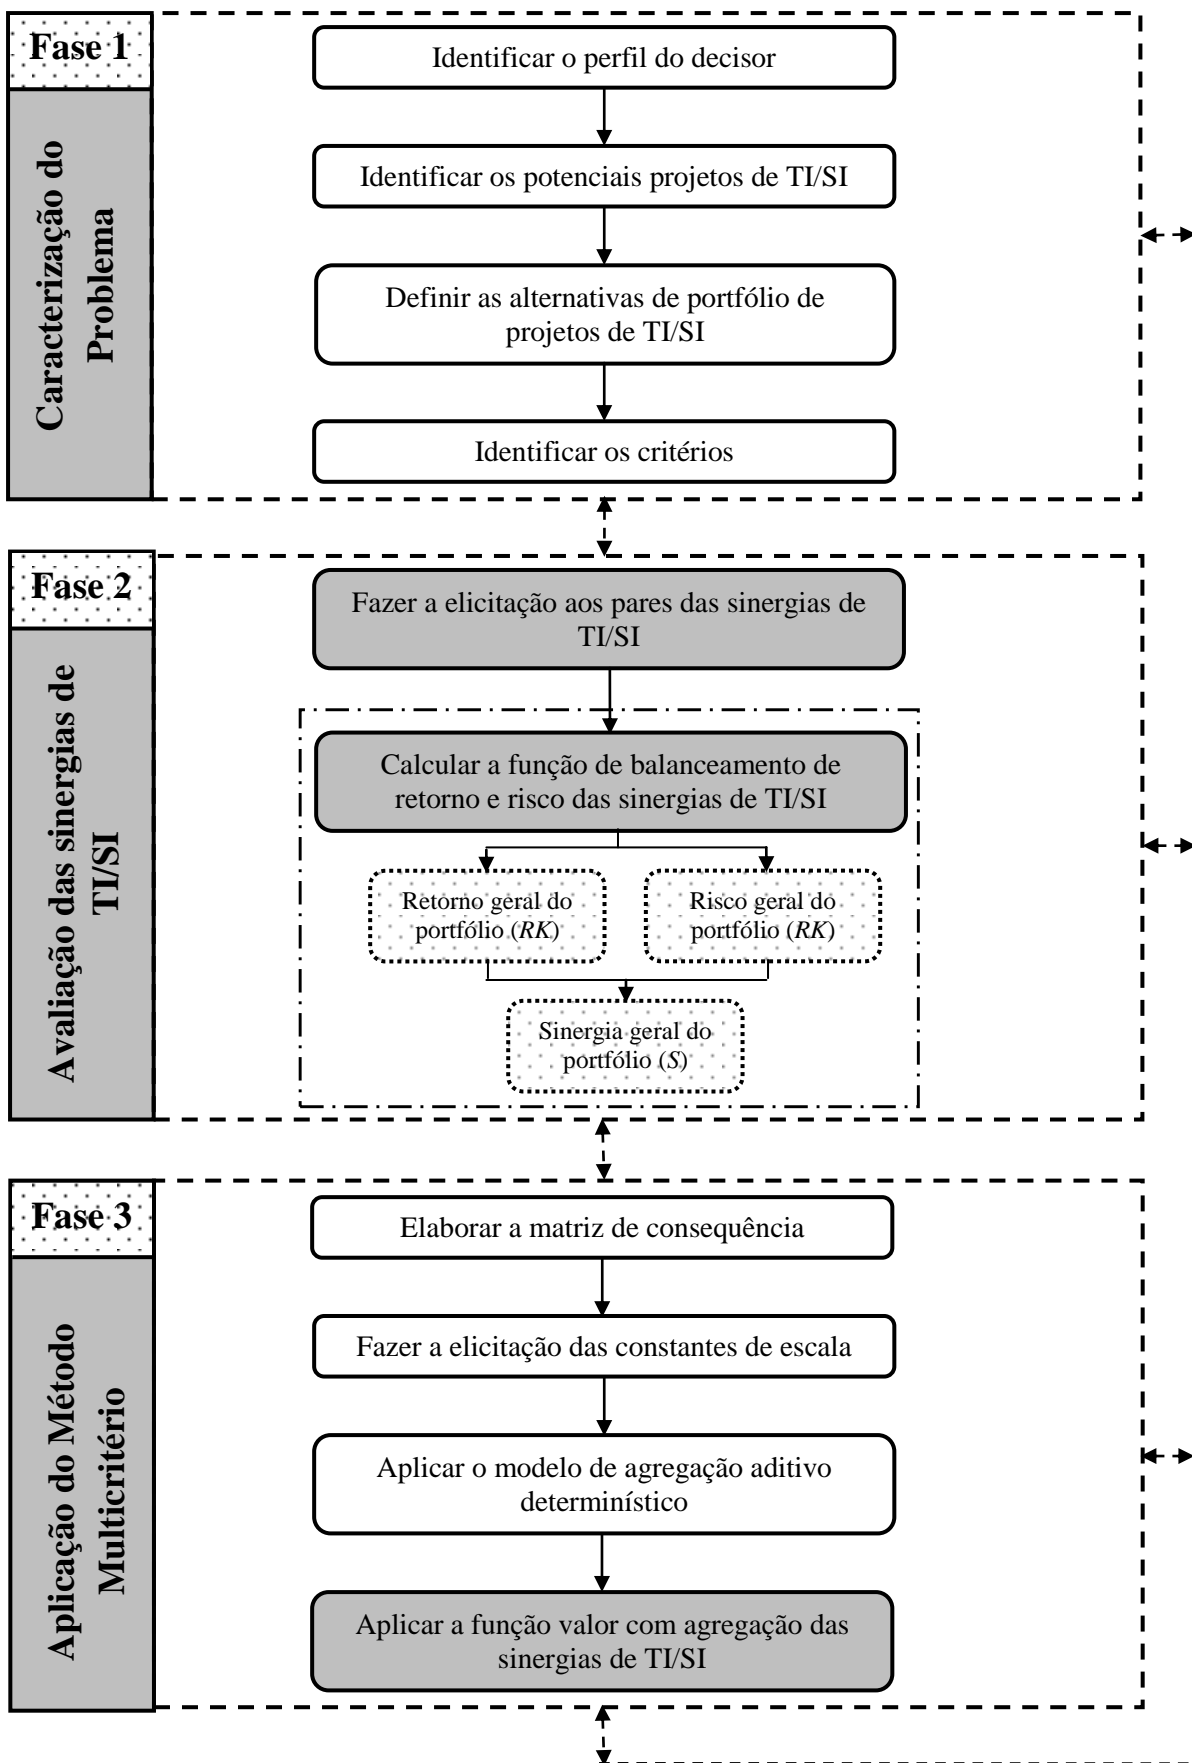 Fase 1
Caracterização do
Problema
Identificar o perfil do decisor
Identificar os potenciais projetos de TI/SI
Definir as alternativas de portfólio de
projetos de TI/SI
Identificar os critérios
Fase 2
Avaliação das sinergias de
TI/SI
Fazer a elicitação aos pares das sinergias de
TI/SI
Calcular a função de balanceamento de
retorno e risco das sinergias de TI/SI
Retorno geral do
portfólio (RK)
Risco geral do
portfólio (RK)
Sinergia geral do
portfólio (S)
Fase 3
Aplicação do Método
Multicritério
Elaborar a matriz de consequência
Fazer a elicitação das constantes de escala
Aplicar o modelo de agregação aditivo
determinístico
Aplicar a função valor com agregação das
sinergias de TI/SI